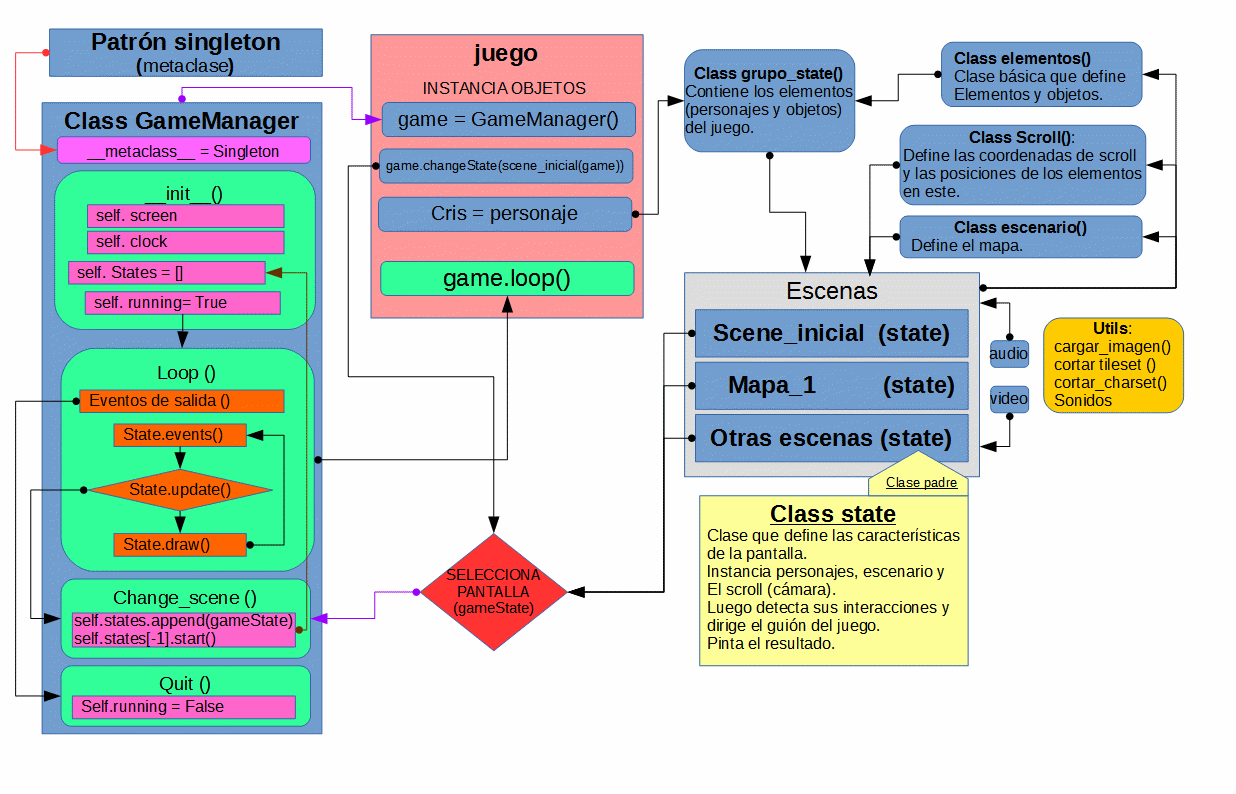 Patrón singleton
(metaclase)
Class GameManager
__metaclass__ = Singleton
__init__()
self. screen
self. clock
self. States = []
self. running= True
Loop ()
Eventos de salida ()
State.events()
State.update()
State.draw()
Change_scene ()
self.states.append(gameState)
self.states[-1].start()
Quit ()
Self.running = False
juego
INSTANCIA OBJETOS
game = GameManager()
game.changeState(scene_inicial(game))
Cris = personaje
game.loop()
SELECCIONA
PANTALLA
(gameState)
Class grupo_state()
Contiene los elementos
(personajes y objetos)
del juego.
Class elementos()
Clase básica que define
Elementos y objetos.
Class Scroll():
Define las coordenadas de scroll
y las posiciones de los elementos
en este.
Class escenario()
Define el mapa.
Escenas
Scene_inicial (state)
Mapa_1 (state)
Otras escenas (state)
audio
video
Utils:
cargar_imagen()
cortar tileset ()
cortar_charset()
Sonidos
Clase padre
Class state
Clase que define las características
de la pantalla.
Instancia personajes, escenario y
El scroll (cámara).
Luego detecta sus interacciones y
dirige el guión del juego.
Pinta el resultado.